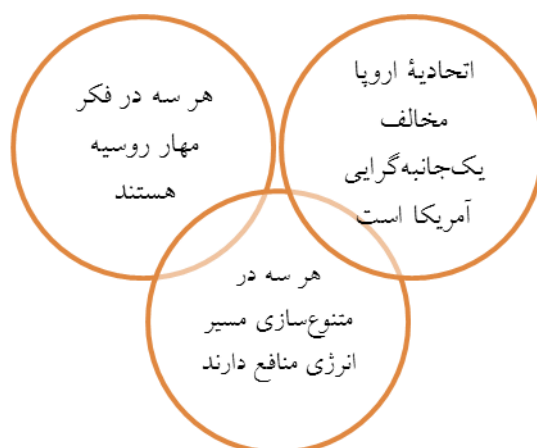 اتحادیهٔ اروپا
مخالف
یک‌جانبه‌گرایی
آمریکا است
هر سه در فکر
مهار روسیه
هستند
هر سه در
متنوع‌سازی مسیر
انرژی منافع دارند